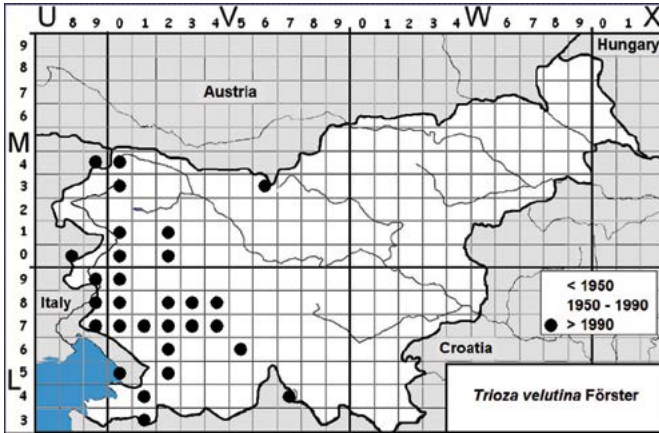 U 8 9 0 1 2 3 4 V 5 6 7 8 9 0 1 2 3 4 W 6 7 8 9 0 1 X
9
Hungary
8
Austria
7
6
M
4
3
2
1
0
9
< 1950
Italy
8
1950 - 1990
7
> 1990
6
Croatia
5
L
Trioza velutina Förster
4
3